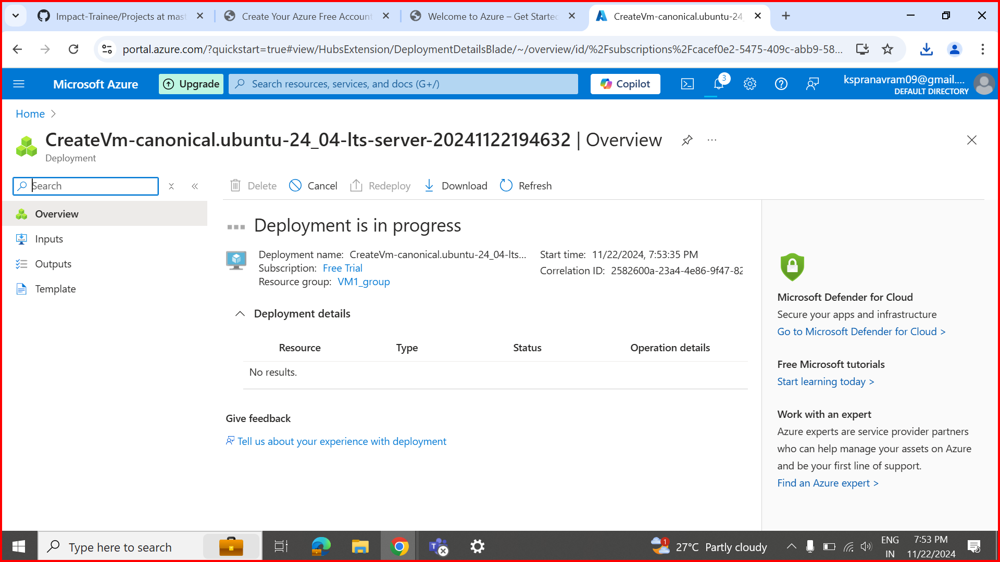 Impact-Trainee/Projects at mast
Create Your Azure Free Account
Welcome to Azure – Get Started
CreateVm-canonical.ubuntu-24_
portal.azure.com/?quickstart=true#view/HubsExtension/DeploymentDetailsBlade/~/overview/id/%2Fsubscriptions%2Fcacef0e2-5475-409c-abb9-58...
Microsoft Azure
Upgrade
Search resources, services, and docs (G+/)
Copilot
3
kspranavram09@gmail....
DEFAULT DIRECTORY
Home
CreateVm-canonical.ubuntu-24_04-lts-server-20241122194632 | Overview
Deployment
Search
Delete
Cancel
Redeploy
Download
Refresh
Overview
Inputs
Outputs
Template
Deployment is in progress
Deployment name: CreateVm-canonical.ubuntu-24_04-lts...
Subscription: Free Trial
Resource group: VM1_group
Start time: 11/22/2024, 7:53:35 PM
Correlation ID: 2582600a-23a4-4e86-9f47-82
Deployment details
Resource Type Status Operation details
No results.
Give feedback
Tell us about your experience with deployment
Microsoft Defender for Cloud
Secure your apps and infrastructure
Go to Microsoft Defender for Cloud >
Free Microsoft tutorials
Start learning today >
Work with an expert
Azure experts are service provider partners
who can help manage your assets on Azure
and be your first line of support.
Find an Azure expert >
Type here to search
1
27°C Partly cloudy
ENG
IN
7:53 PM
11/22/2024